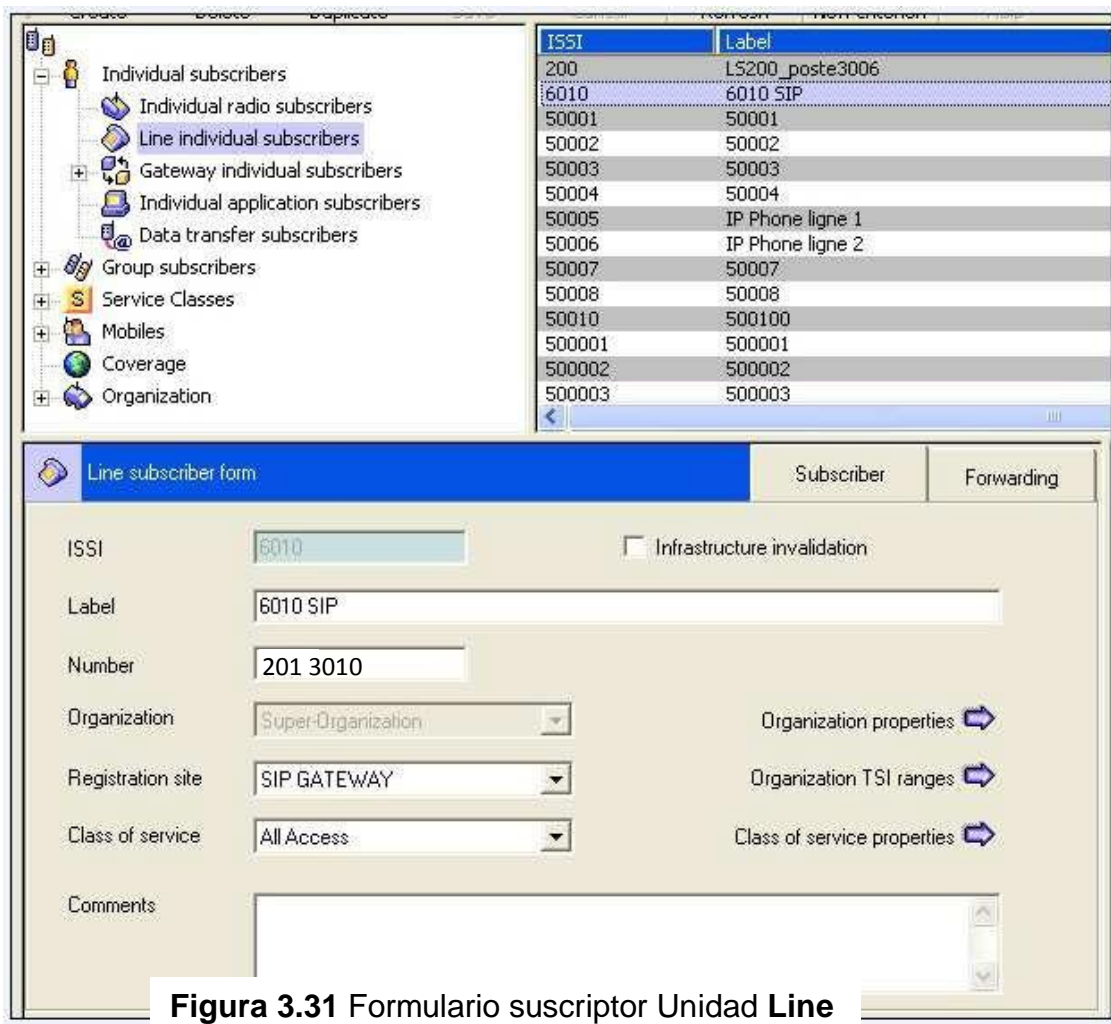 Individual subscribers
Individual radio subscribers
Line individual subscribers
Gateway individual subscribers
Individual application subscribers
Data transfer subscribers
Group subscribers
S Service Classes
Mobiles
Coverage
Organization
ISSI Label
200 L5200_poste3006
6010 6010 SIP
50001 50001
50002 50002
50003 50003
50004 50004
50005 IP Phone ligne 1
50006 IP Phone ligne 2
50007 50007
50008 50008
50010 500100
500001 500001
500002 500002
500003 500003
Line subscriber form Subscriber Forwarding
ISSI 6010 Infrastructure invalidation
Label 6010 SIP
Number 201 3010
Organization Super-Organization Organization properties
Registration site SIP GATEWAY Organization TSI ranges
Class of service All Access Class of service properties
Comments
Figura 3.31 Formulario suscriptor Unidad Line